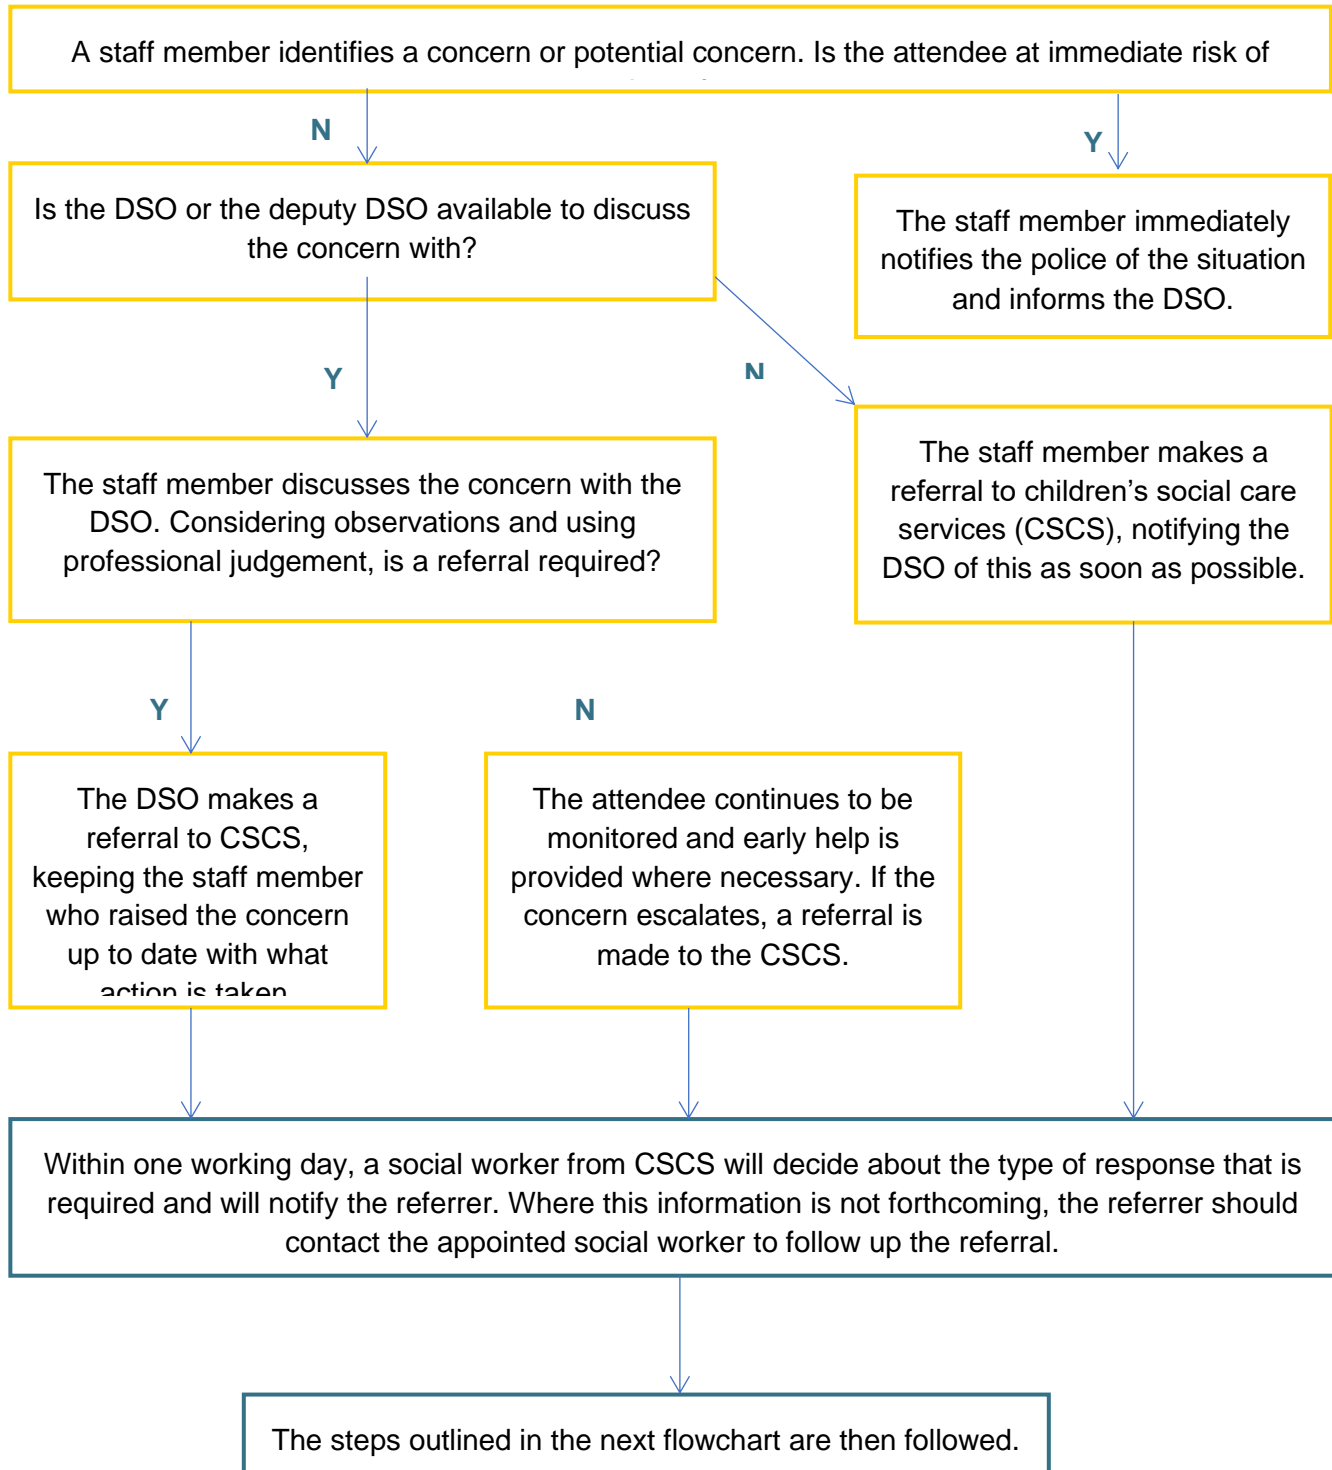 A staff member identifies a concern or potential concern. Is the attendee at immediate risk of
N
Y
Is the DSO or the deputy DSO available to discuss
the concern with?
The staff member immediately
notifies the police of the situation
and informs the DSO.
Y
N
The staff member discusses the concern with the
DSO. Considering observations and using
professional judgement, is a referral required?
The staff member makes a
referral to children’s social care
services (CSCS), notifying the
DSO of this as soon as possible.
Y
N
The DSO makes a
referral to CSCS,
keeping the staff member
who raised the concern
up to date with what
action is taken
The attendee continues to be
monitored and early help is
provided where necessary. If the
concern escalates, a referral is
made to the CSCS.
Within one working day, a social worker from CSCS will decide about the type of response that is
required and will notify the referrer. Where this information is not forthcoming, the referrer should
contact the appointed social worker to follow up the referral.
The steps outlined in the next flowchart are then followed.